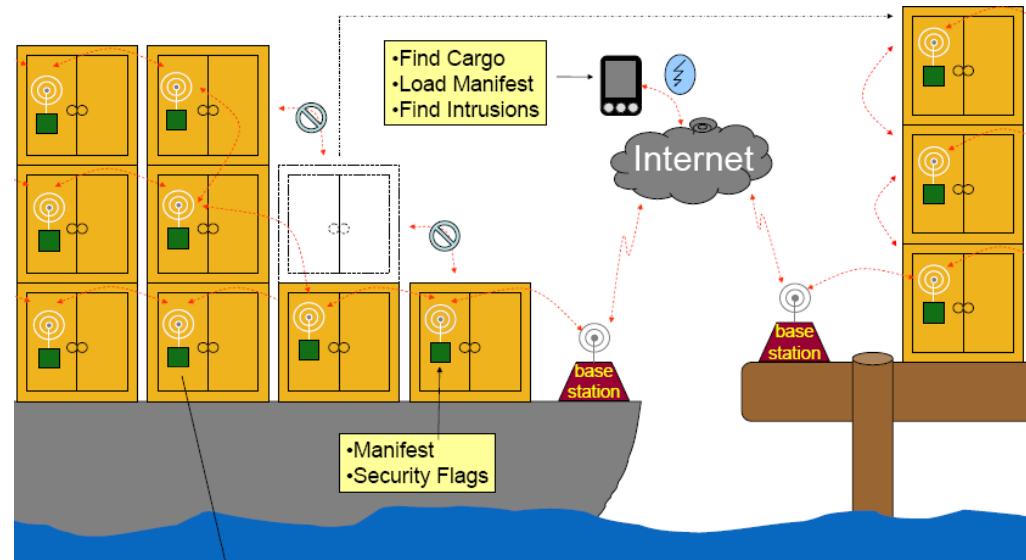 •Find Cargo
•Load Manifest
•Find Intrusions
Internet
base
station
base
station
•Manifest
•Security Flags